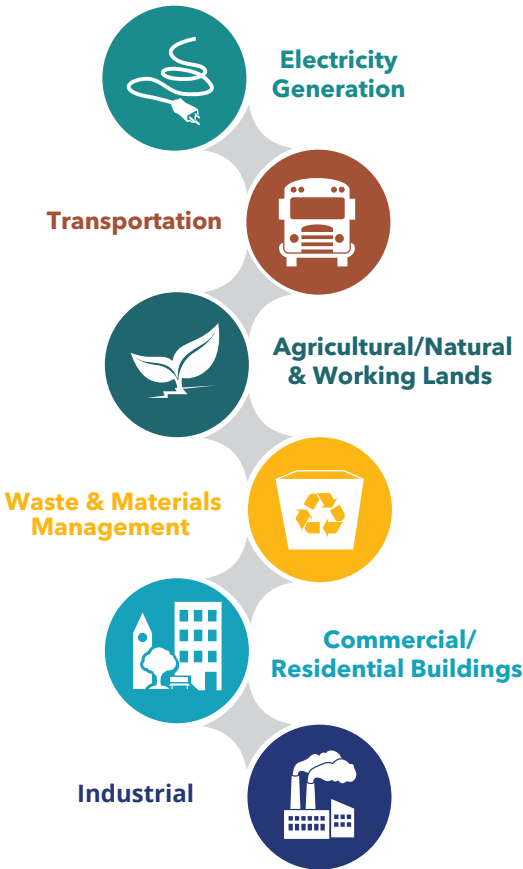 Electricity
Generation
Transportation
Agricultural/Natural
& Working Lands
Waste & Materials
Management
Commercial/
Residential Buildings
Industrial